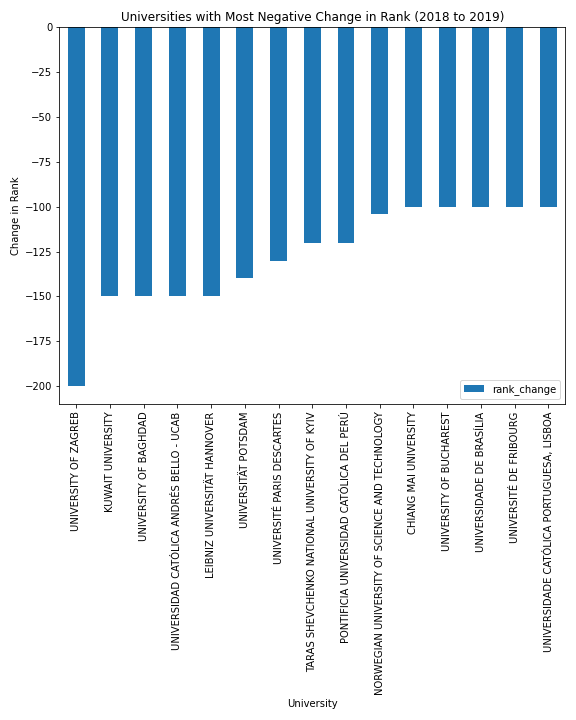 Universities with Most Negative Change in Rank (2018 to 2019)
Change in Rank
0
−25
−50
−75
−100
−125
−150
−175
−200
rank_change
UNIVERSITY OF ZAGREB
KUWAIT UNIVERSITY
UNIVERSITY OF BAGHDAD
UNIVERSIDAD CATÓLICA ANDRÉS BELLO - UCAB
LEIBNIZ UNIVERSITÄT HANNOVER
UNIVERSITÄT POTSDAM
UNIVERSITÉ PARIS DESCARTES
TARAS SHEVCHENKO NATIONAL UNIVERSITY OF KYIV
PONTIFICIA UNIVERSIDAD CATÓLICA DEL PERÚ
NORWEGIAN UNIVERSITY OF SCIENCE AND TECHNOLOGY
CHIANG MAI UNIVERSITY
UNIVERSITY OF BUCHAREST
UNIVERSIDADE DE BRASÍLIA
UNIVERSITÉ DE FRIBOURG
UNIVERSIDADE CATÓLICA PORTUGUESA, LISBOA
University